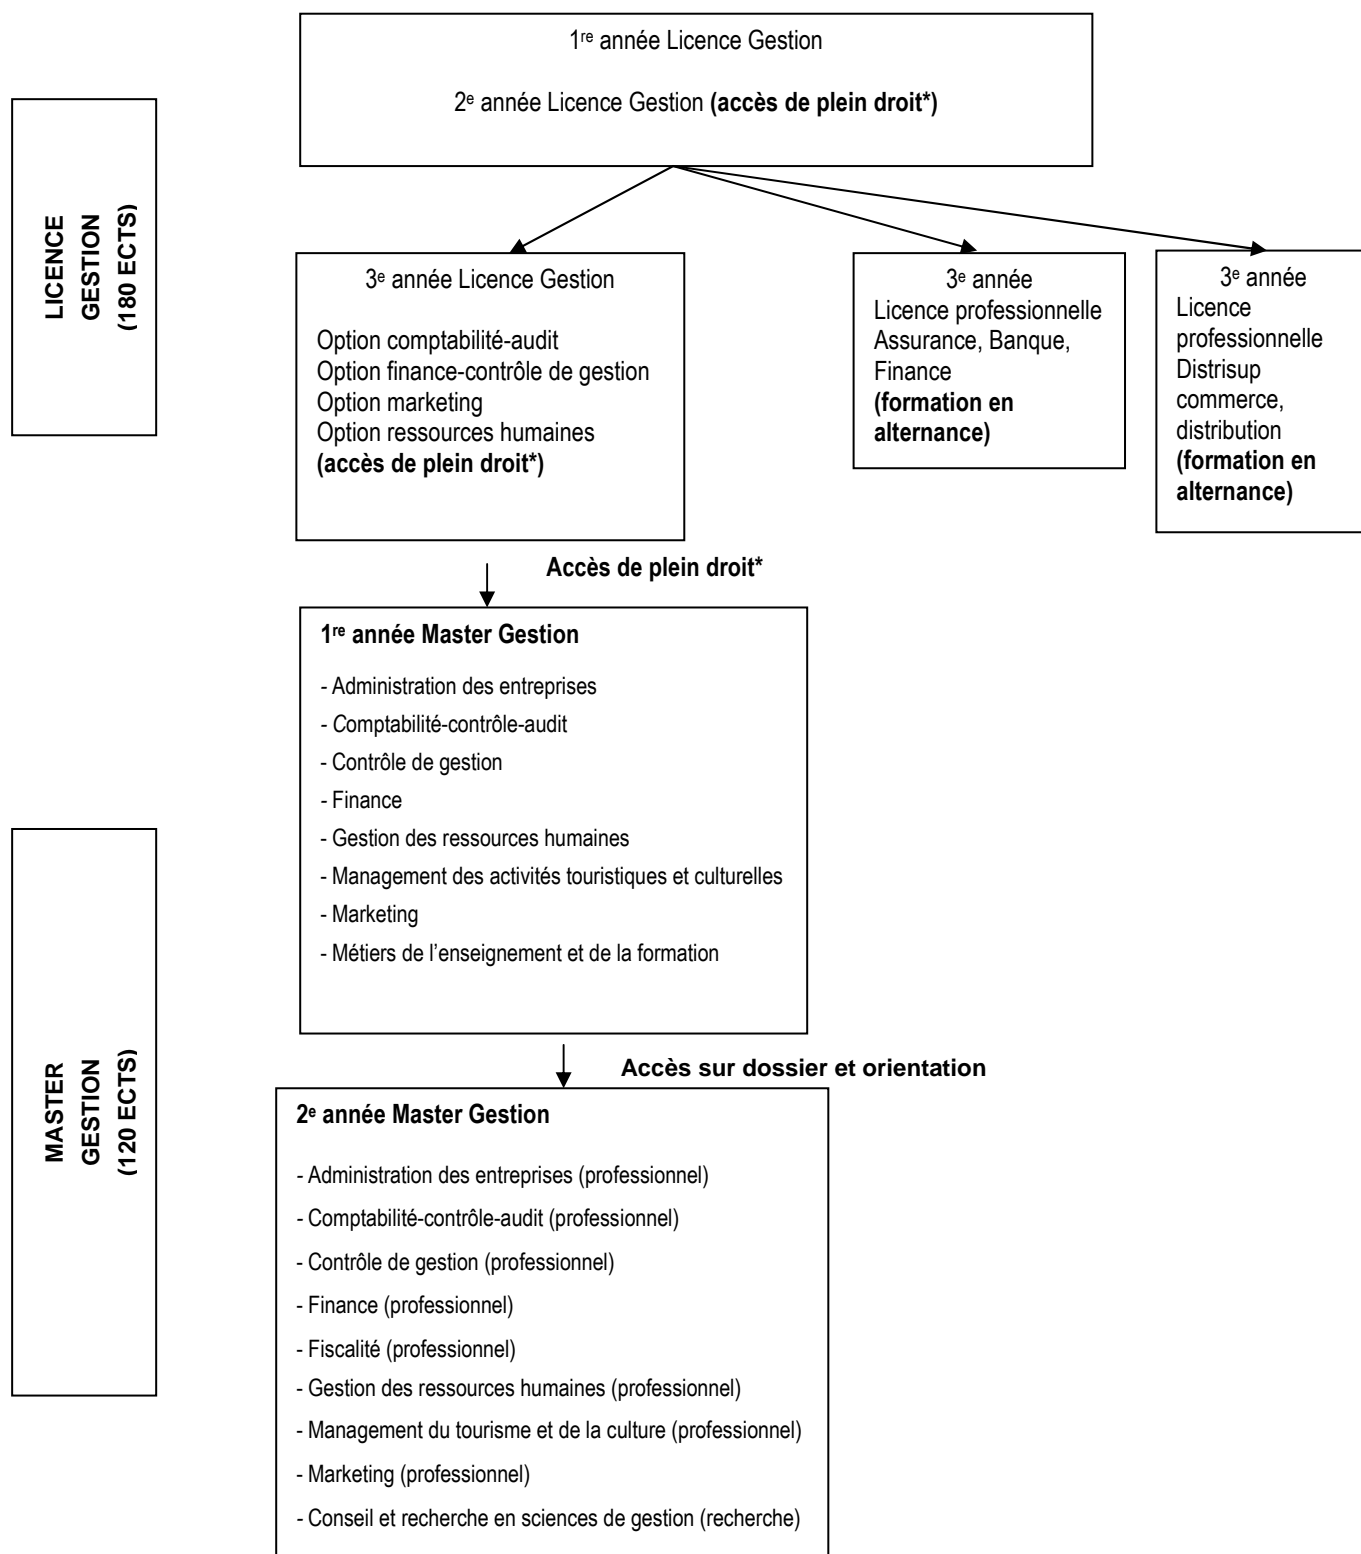 1re année Licence Gestion
2e année Licence Gestion (accès de plein droit*)
LICENCE
GESTION
(180 ECTS)
3e année Licence Gestion
Option comptabilité-audit
Option finance-contrôle de gestion
Option marketing
Option ressources humaines
(accès de plein droit*)
3e année
Licence professionnelle
Assurance, Banque,
Finance
(formation en
alternance)
3e année
Licence
professionnelle
Distrisup
commerce,
distribution
(formation en
alternance)
Accès de plein droit*
1re année Master Gestion
- Administration des entreprises
- Comptabilité-contrôle-audit
- Contrôle de gestion
- Finance
- Gestion des ressources humaines
- Management des activités touristiques et culturelles
- Marketing
- Métiers de l’enseignement et de la formation
MASTER
GESTION
(120 ECTS)
Accès sur dossier et orientation
2e année Master Gestion
- Administration des entreprises (professionnel)
- Comptabilité-contrôle-audit (professionnel)
- Contrôle de gestion (professionnel)
- Finance (professionnel)
- Fiscalité (professionnel)
- Gestion des ressources humaines (professionnel)
- Management du tourisme et de la culture (professionnel)
- Marketing (professionnel)
- Conseil et recherche en sciences de gestion (recherche)